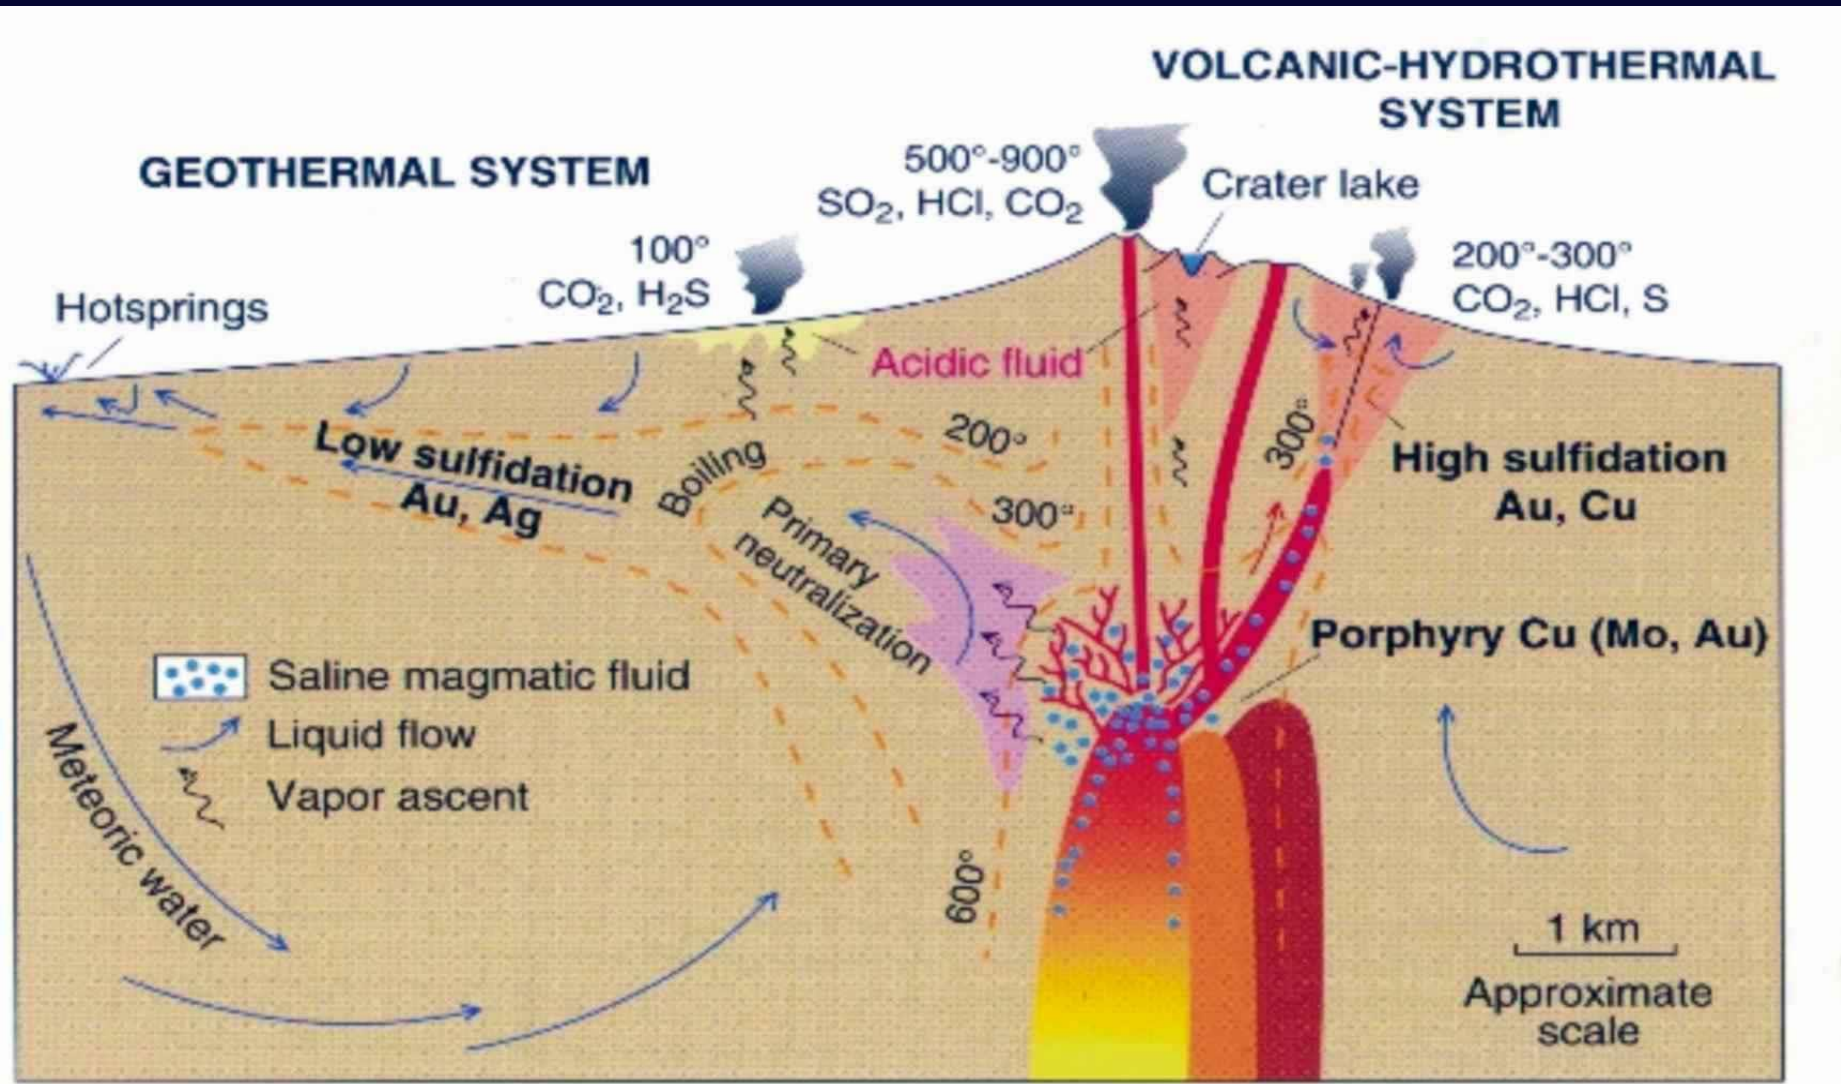 VOLCANIC-HYDROTHERMAL
SYSTEM
GEOTHERMAL SYSTEM
500°-900°
SO₂, HCl, CO₂
Crater lake
100°
CO₂, H₂S
200°-300°
CO₂, HCl, S
Hotsprings
Acidic fluid
Low sulfidation
Au, Ag
Boiling
200°
300°
300°
High sulfidation
Au, Cu
Primary
neutralization
Porphyry Cu (Mo, Au)
Saline magmatic fluid
Liquid flow
Vapor ascent
Meteoric water
600°
1 km
Approximate
scale